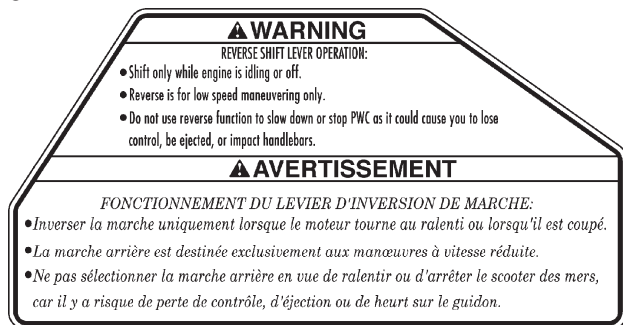 WARNING
REVERSE SHIFT LEVER OPERATION:
• Shift only while engine is idling or off.
• Reverse is for low speed maneuvering only.
• Do not use reverse function to slow down or stop PWC as it could cause you to lose
control, be ejected, or impact handlebars.
AVERTISSEMENT
FONCTIONNEMENT DU LEVIER D'INVERSION DE MARCHE:
• Inverser la marche uniquement lorsque le moteur tourne au ralenti ou lorsqu'il est coupé.
• La marche arrière est destinée exclusivement aux manœuvres à vitesse réduite.
• Ne pas sélectionner la marche arrière en vue de ralentir ou d'arrêter le scooter des mers,
car il y a risque de perte de contrôle, d'éjection ou de heurt sur le guidon.